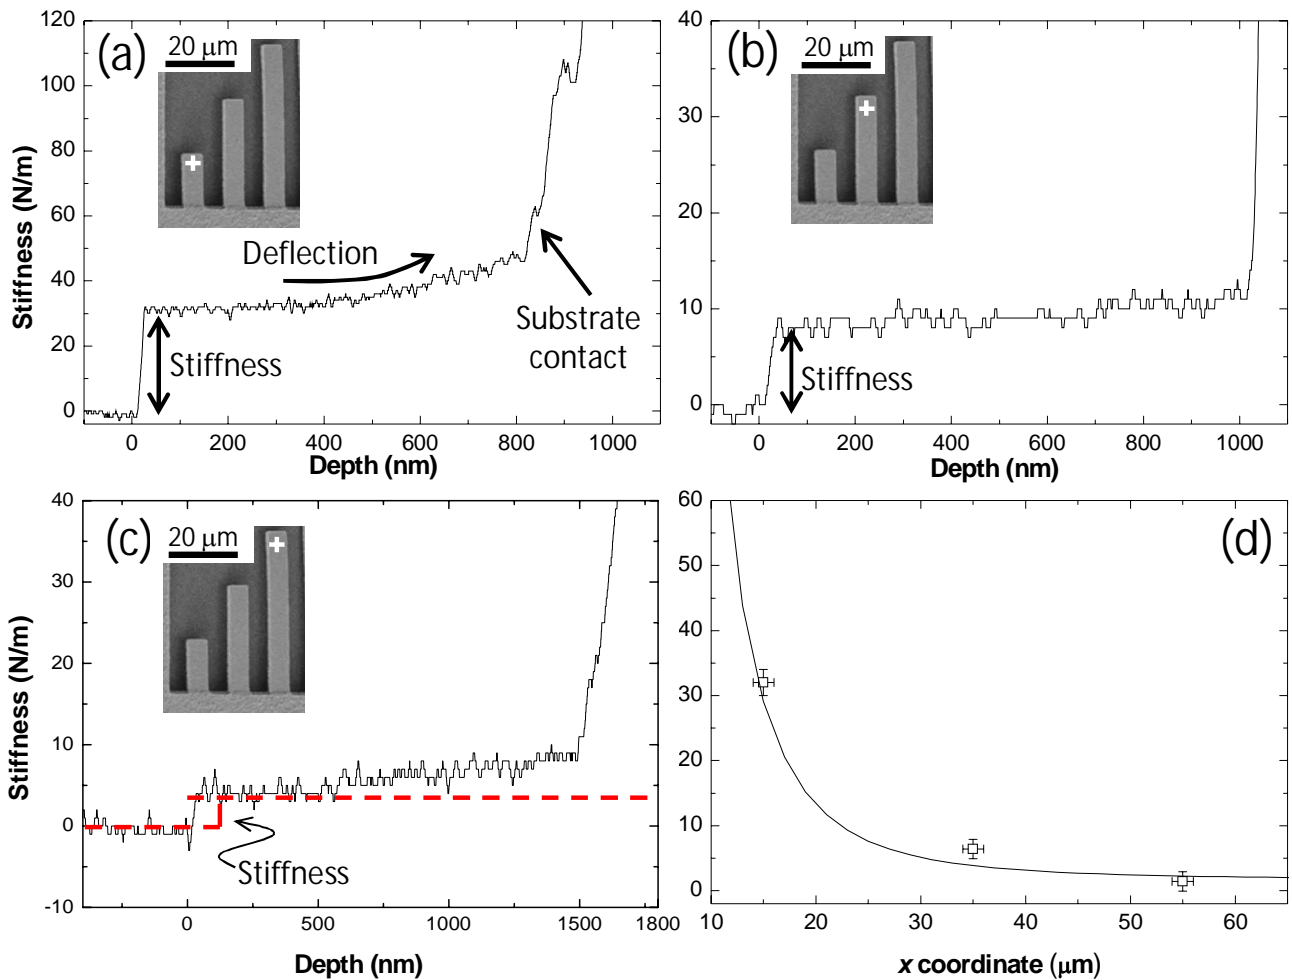 (a)
20 μm
Deflection
Substrate
contact
Stiffness
Stiffness (N/m)
120
100
80
60
40
20
0
0 200 400 600 800 1000
Depth (nm)
(b)
20 μm
Stiffness
40
30
20
10
0
0 200 400 600 800 1000
Depth (nm)
(c)
20 μm
Stiffness
Stiffness (N/m)
40
30
20
10
0
-10
0 500 1000 1500 1800
Depth (nm)
(d)
60
50
40
30
20
10
0
10 20 30 40 50 60
x coordinate (μm)